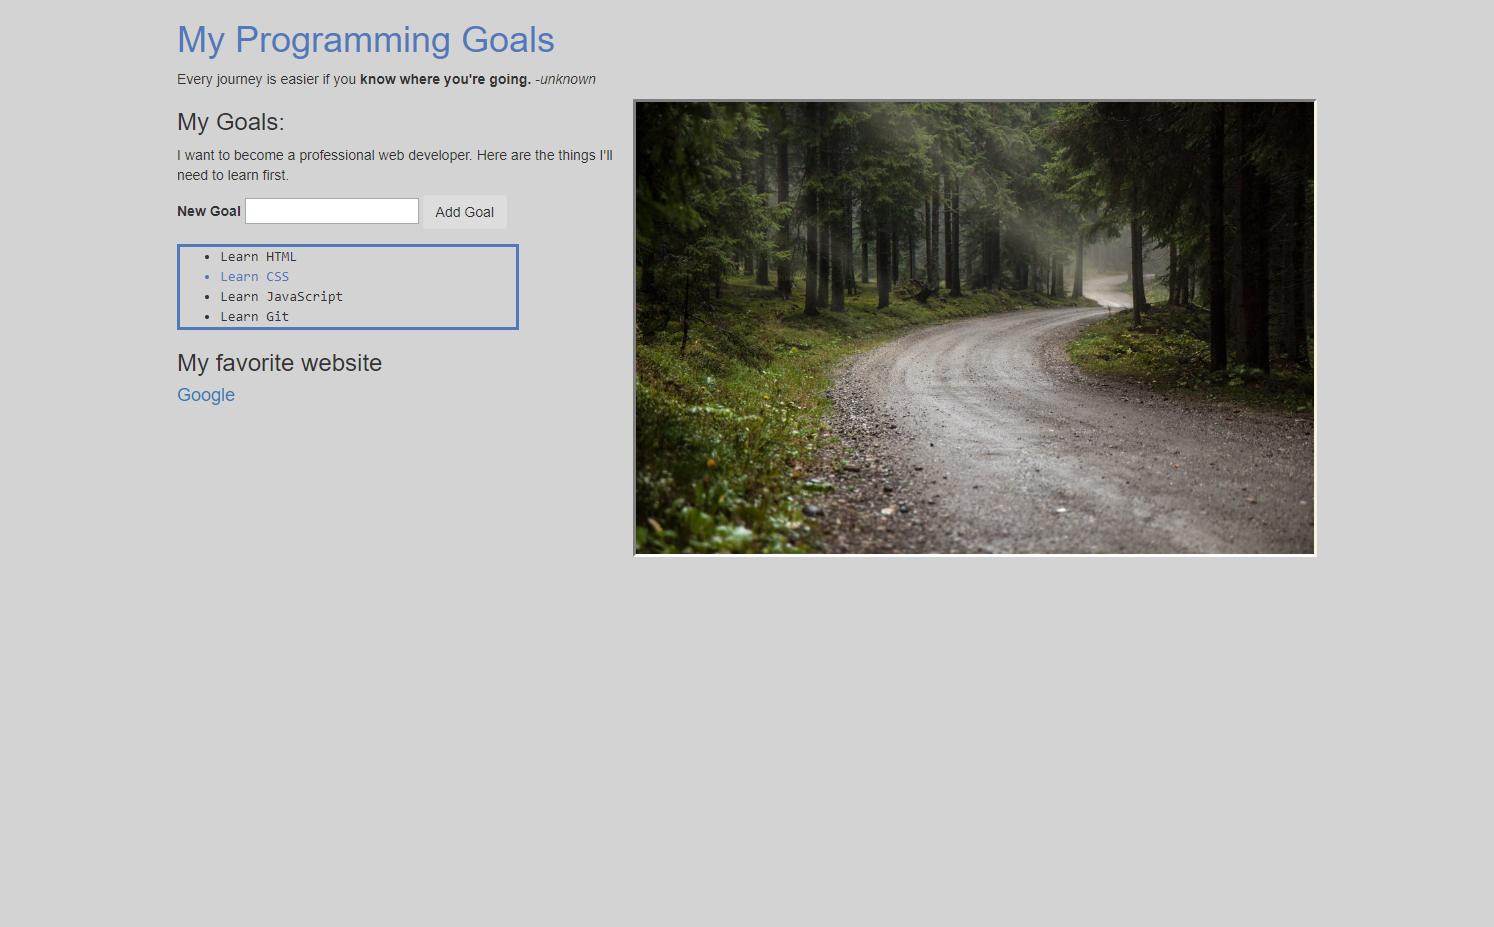 My Programming Goals
Every journey is easier if you know where you're going. -unknown
My Goals:
I want to become a professional web developer. Here are the things I'll
need to learn first.
New Goal Add Goal
Learn HTML
Learn CSS
Learn JavaScript
Learn Git
My favorite website
Google